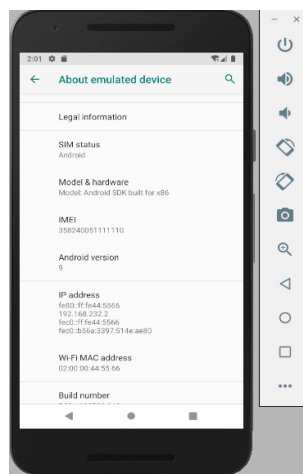 2:01
About emulated device
Legal information
SIM status
Android
Model & hardware
Model: Android SDK built for x86
IMEI
358240051111110
Android version
9
IP address
fe80::ff:fe44:5566
192.168.232.2
fec0::ff:fe44:5566
fec0::b56a:3397:514e:ae80
Wi-Fi MAC address
02:00:00:44:55:66
Build number